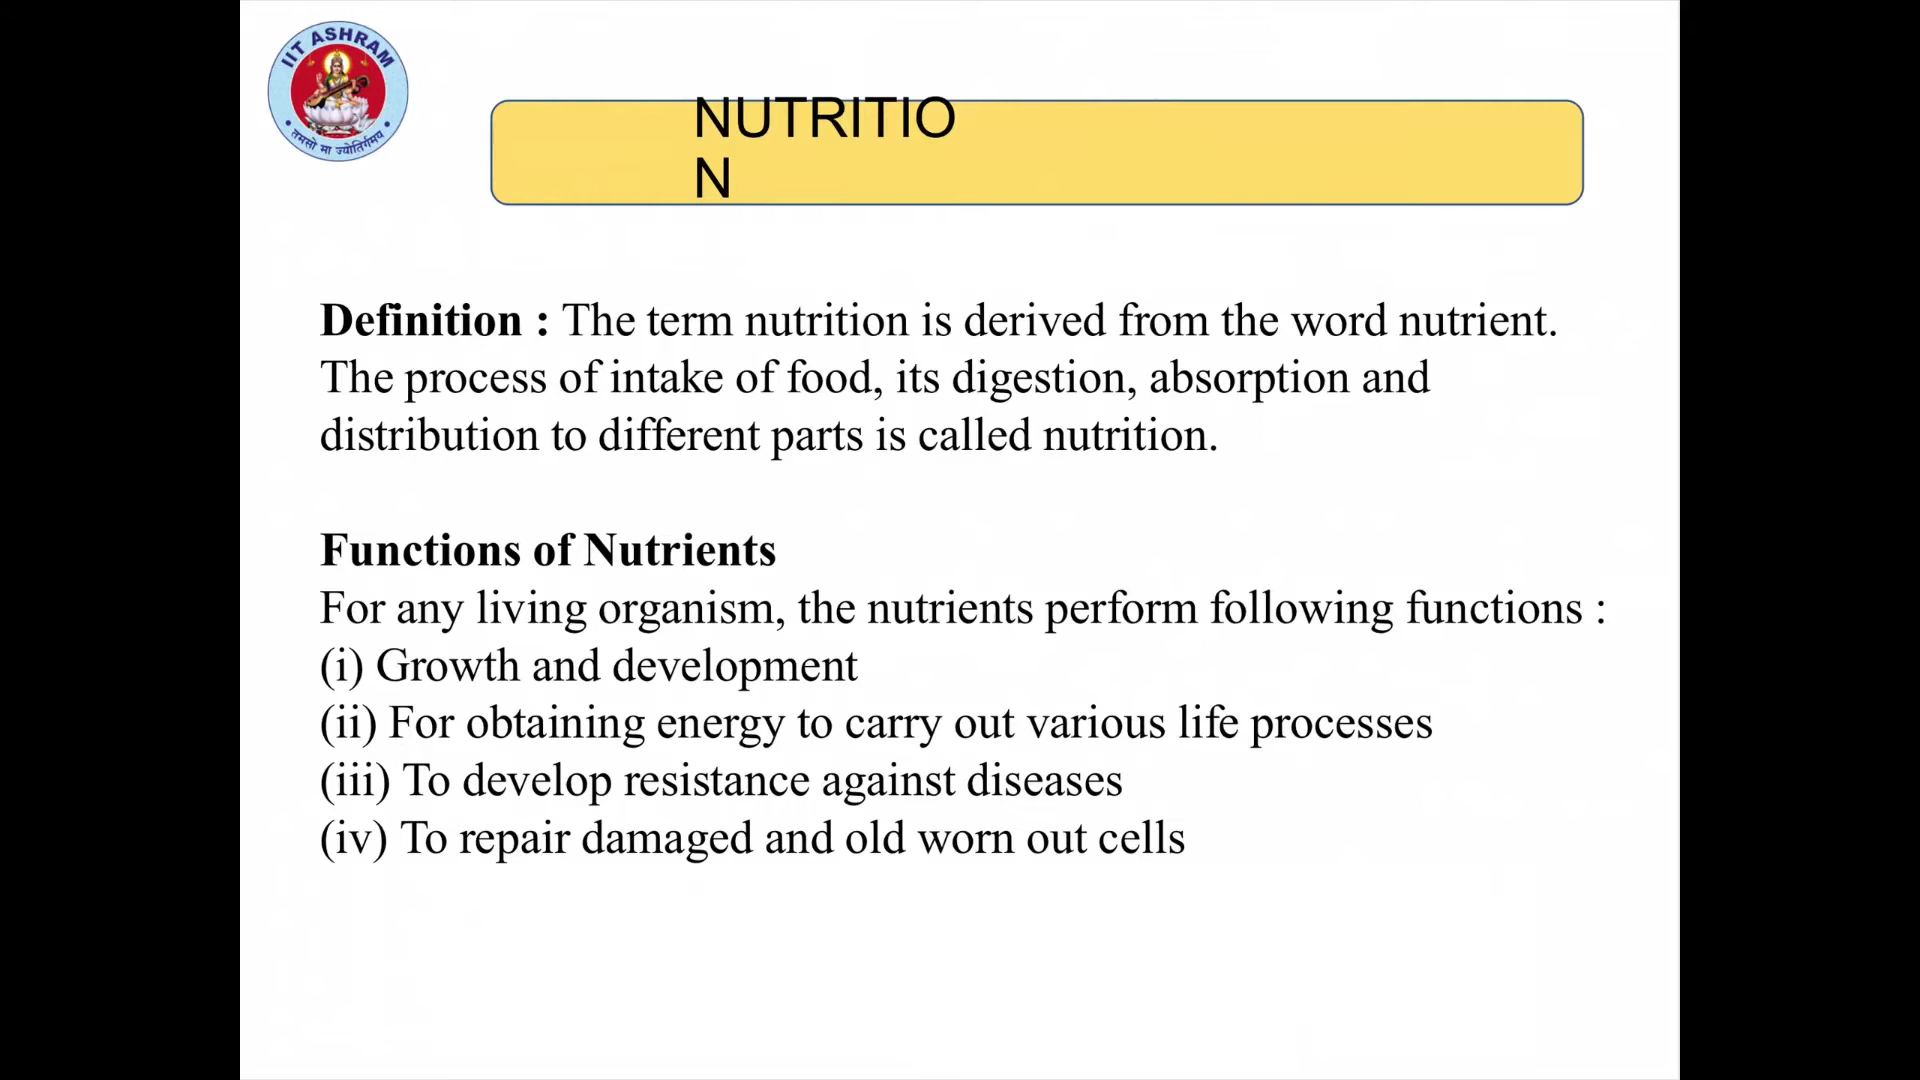 IIT ASHRAM
तमसो मा ज्योतिर्गमय
NUTRITIO
N
Definition : The term nutrition is derived from the word nutrient.
The process of intake of food, its digestion, absorption and
distribution to different parts is called nutrition.
Functions of Nutrients
For any living organism, the nutrients perform following functions :
(i) Growth and development
(ii) For obtaining energy to carry out various life processes
(iii) To develop resistance against diseases
(iv) To repair damaged and old worn out cells